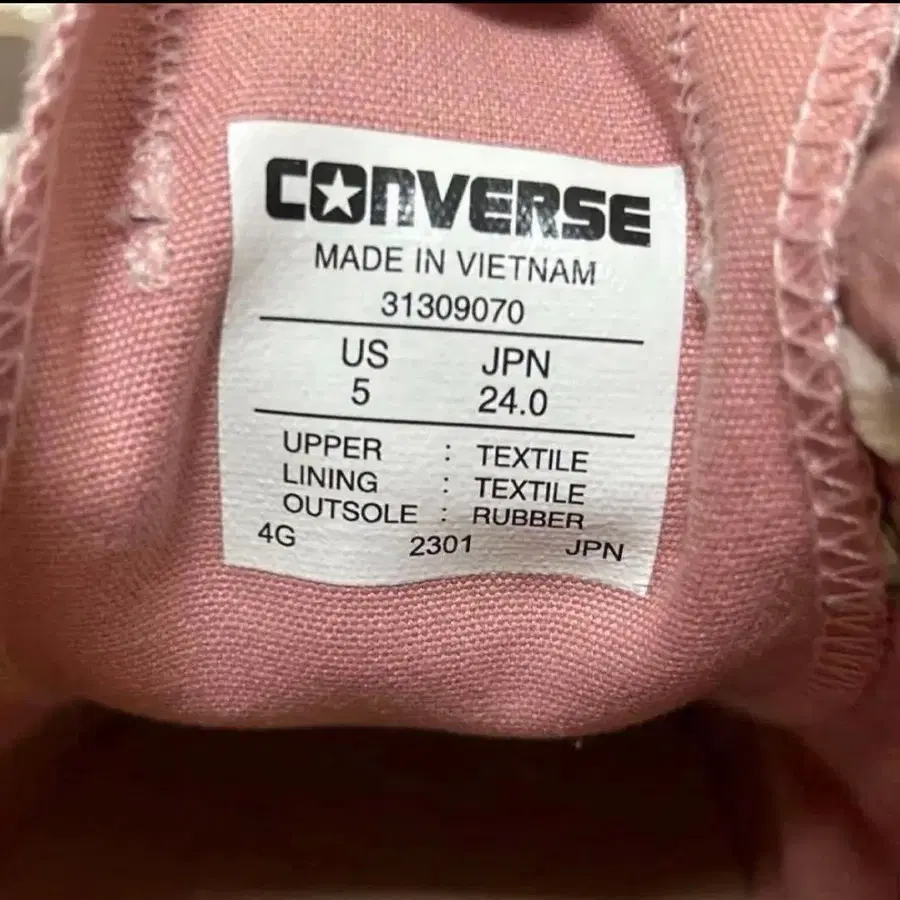 CONVERSE
MADE IN VIETNAM
31309070
US JPN
5 24.0
UPPER : TEXTILE
LINING : TEXTILE
OUTSOLE : RUBBER
4G 2301 JPN